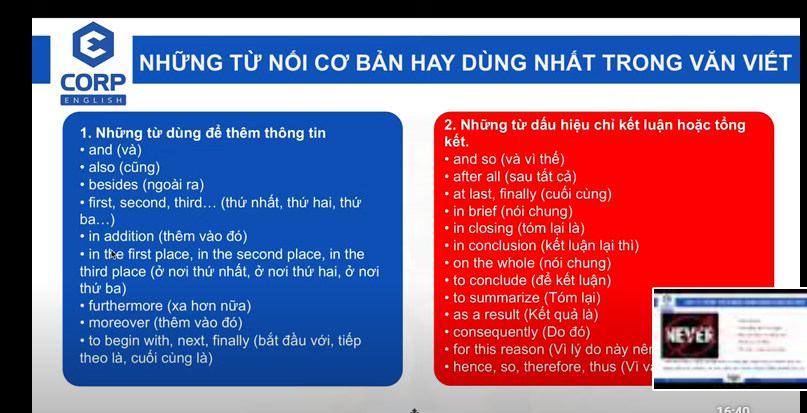 CORP
ENGLISH
NHỮNG TỪ NỐI CƠ BẢN HAY DÙNG NHẤT TRONG VĂN VIẾT
1. Những từ dùng để thêm thông tin
• and (và)
• also (cũng)
• besides (ngoài ra)
• first, second, third… (thứ nhất, thứ hai, thứ
ba…)
• in addition (thêm vào đó)
• in the first place, in the second place, in the
third place (ở nơi thứ nhất, ở nơi thứ hai, ở nơi
thứ ba)
• furthermore (xa hơn nữa)
• moreover (thêm vào đó)
• to begin with, next, finally (bắt đầu với, tiếp
theo là, cuối cùng là)
2. Những từ dấu hiệu chỉ kết luận hoặc tổng
kết.
• and so (và vì thế)
• after all (sau tất cả)
• at last, finally (cuối cùng)
• in brief (nói chung)
• in closing (tóm lại là)
• in conclusion (kết luận lại thì)
• on the whole (nói chung)
• to conclude (để kết luận)
• to summarize (Tóm lại)
• as a result (Kết quả là)
• consequently (Do đó)
• for this reason (Vì lý do này nên
• hence, so, therefore, thus (Vì
NEVER
16:40